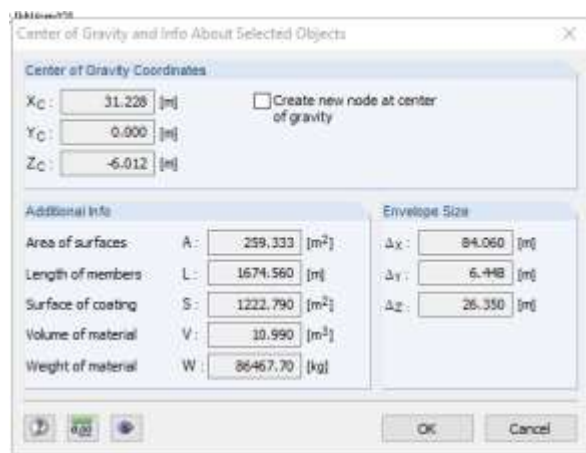 Center of Gravity and Info About Selected Objects
Center of Gravity Coordinates
XC: 31.228 [m]
Create new node at center of gravity
YC: 0.000 [m]
ZC: -6.012 [m]
Additional Info
Area of surfaces A: 259.333 [m²]
Length of members L: 1674.560 [m]
Surface of coating S: 1222.790 [m²]
Volume of material V: 10.990 [m³]
Weight of material W: 86467.70 [kg]
Envelope Size
ΔX: 84.060 [m]
ΔY: 6.448 [m]
ΔZ: 26.350 [m]
OK
Cancel